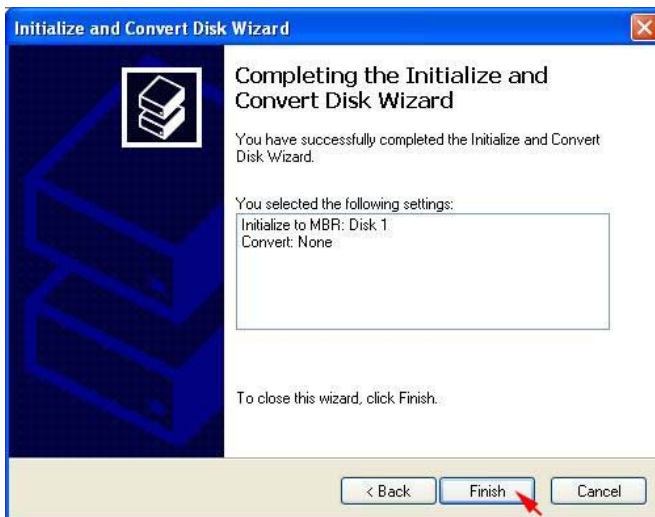 Initialize and Convert Disk Wizard
Completing the Initialize and
Convert Disk Wizard
You have successfully completed the Initialize and Convert
Disk Wizard.
You selected the following settings:
Initialize to MBR: Disk 1
Convert: None
To close this wizard, click Finish.
< Back Finish Cancel